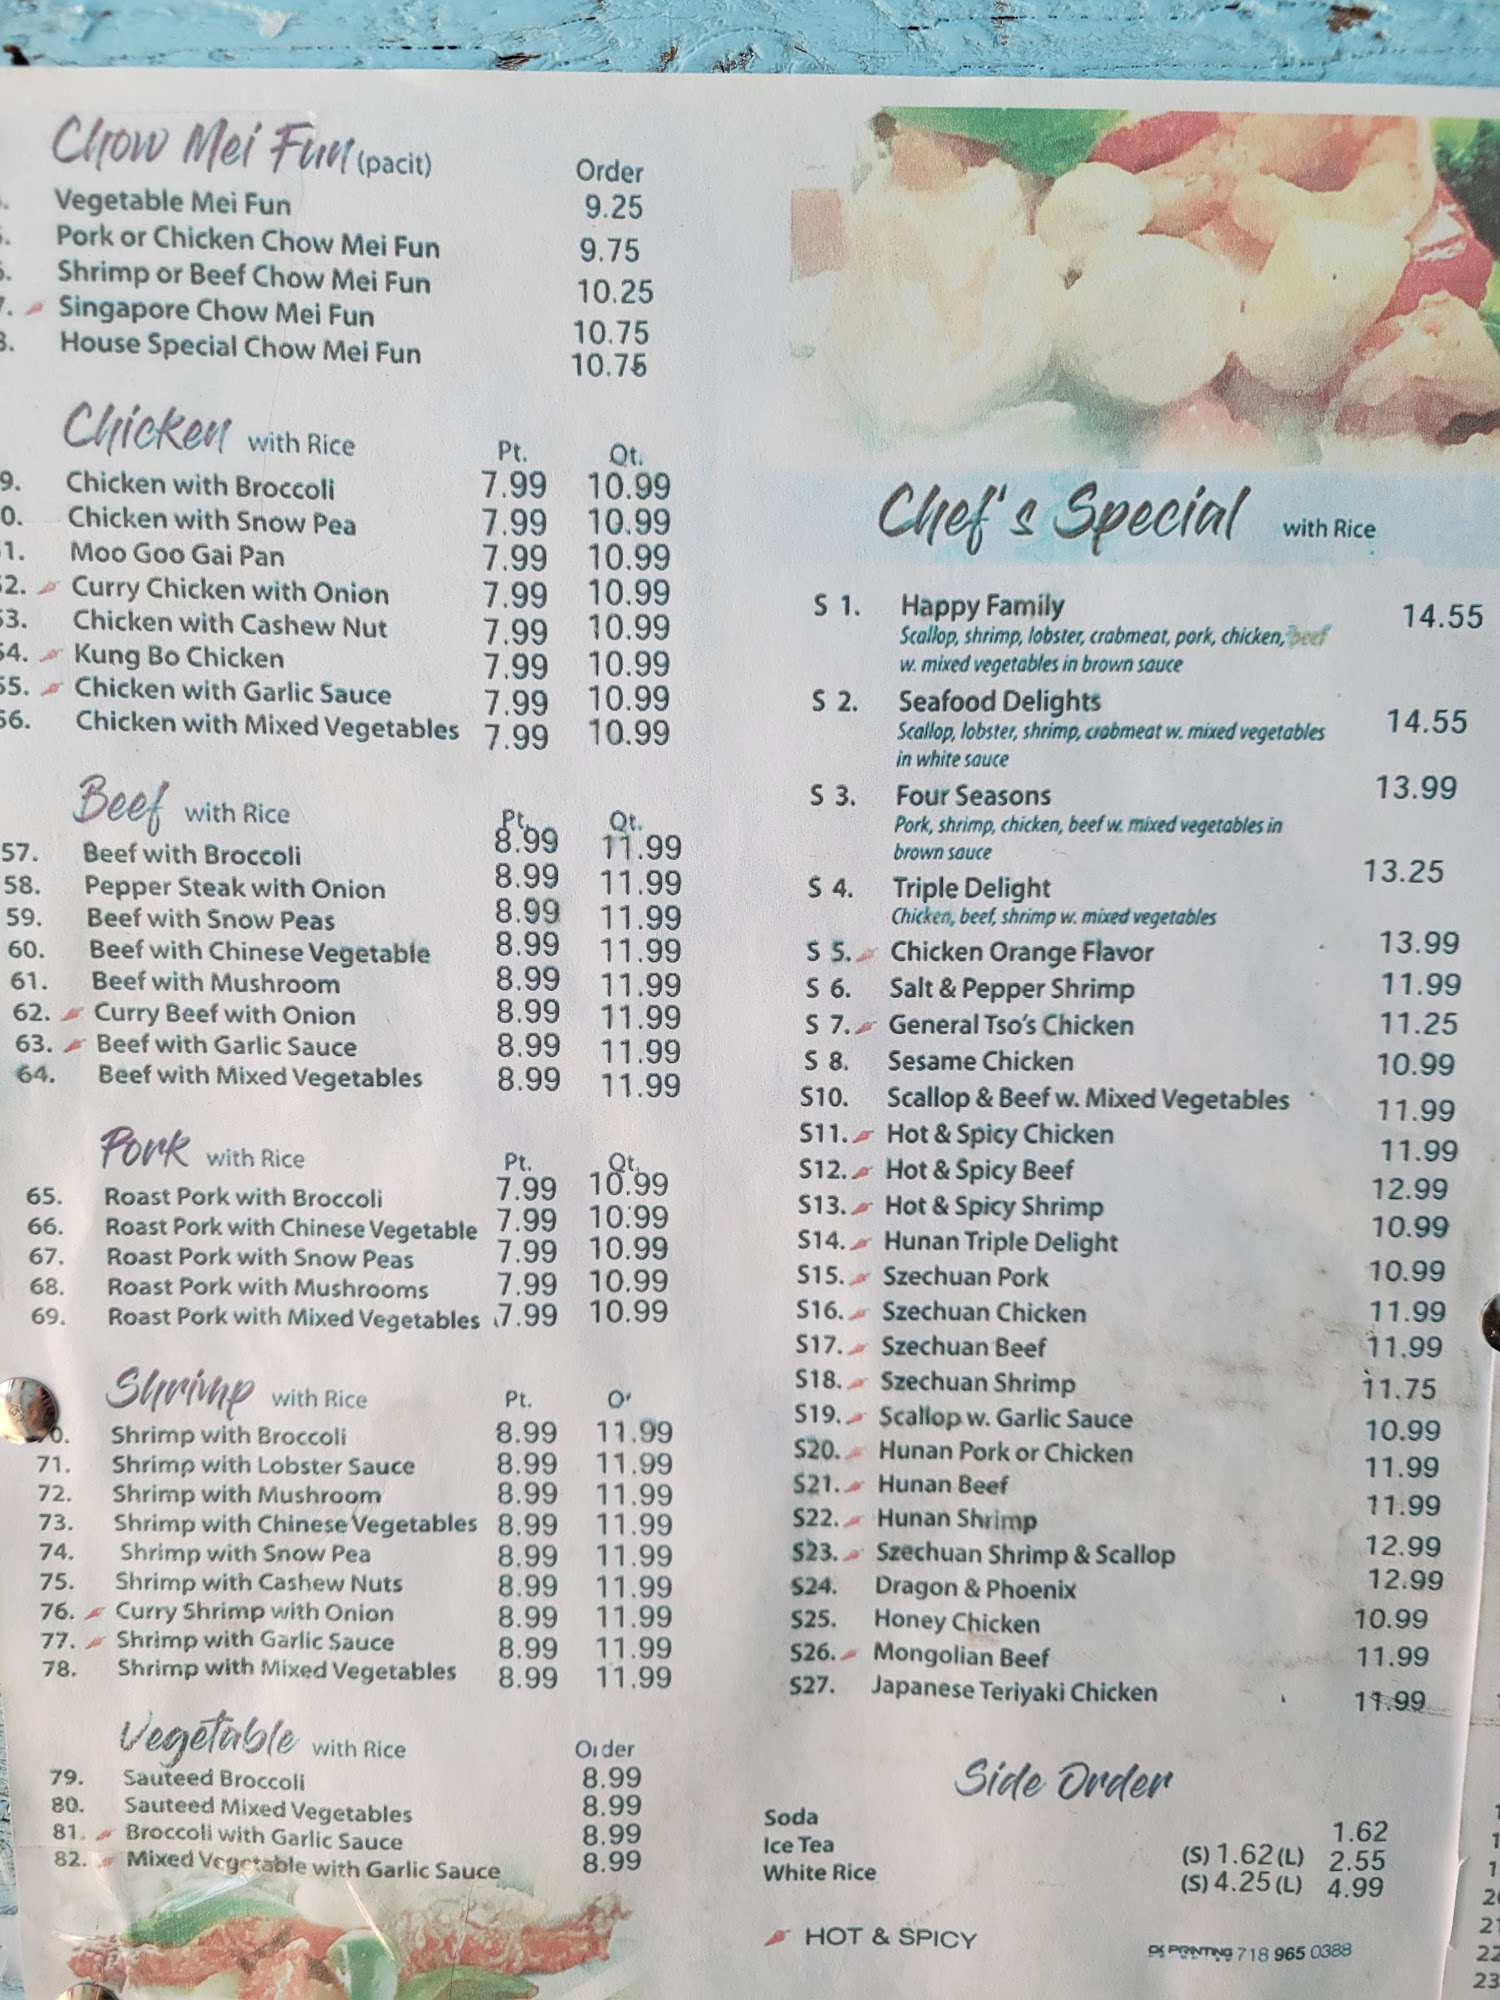 Chow Mei Fun (pacit) Order
Vegetable Mei Fun 9.25
Pork or Chicken Chow Mei Fun 9.75
Shrimp or Beef Chow Mei Fun 10.25
Singapore Chow Mei Fun 10.75
House Special Chow Mei Fun 10.75
Chicken with Rice Pt. Qt.
9. Chicken with Broccoli 7.99 10.99
0. Chicken with Snow Pea 7.99 10.99
1. Moo Goo Gai Pan 7.99 10.99
52. Curry Chicken with Onion 7.99 10.99
53. Chicken with Cashew Nut 7.99 10.99
54. Kung Bo Chicken 7.99 10.99
55. Chicken with Garlic Sauce 7.99 10.99
56. Chicken with Mixed Vegetables 7.99 10.99
Beef with Rice Pt. Qt.
57. Beef with Broccoli 8.99 11.99
58. Pepper Steak with Onion 8.99 11.99
59. Beef with Snow Peas 8.99 11.99
60. Beef with Chinese Vegetable 8.99 11.99
61. Beef with Mushroom 8.99 11.99
62. Curry Beef with Onion 8.99 11.99
63. Beef with Garlic Sauce 8.99 11.99
64. Beef with Mixed Vegetables 8.99 11.99
Pork with Rice Pt. Qt.
65. Roast Pork with Broccoli 7.99 10.99
66. Roast Pork with Chinese Vegetable 7.99 10.99
67. Roast Pork with Snow Peas 7.99 10.99
68. Roast Pork with Mushrooms 7.99 10.99
69. Roast Pork with Mixed Vegetables 7.99 10.99
Shrimp with Rice Pt.
70. Shrimp with Broccoli 8.99 11.99
71. Shrimp with Lobster Sauce 8.99 11.99
72. Shrimp with Mushroom 8.99 11.99
73. Shrimp with Chinese Vegetables 8.99 11.99
74. Shrimp with Snow Pea 8.99 11.99
75. Shrimp with Cashew Nuts 8.99 11.99
76. Curry Shrimp with Onion 8.99 11.99
77. Shrimp with Garlic Sauce 8.99 11.99
78. Shrimp with Mixed Vegetables 8.99 11.99
Vegetable with Rice Order
79. Sauteed Broccoli 8.99
80. Sauteed Mixed Vegetables 8.99
81. Broccoli with Garlic Sauce 8.99
82. Mixed Vegetable with Garlic Sauce 8.99
Chef's Special with Rice
S 1. Happy Family 14.55
Scallop, shrimp, lobster, crabmeat, pork, chicken, beef
w. mixed vegetables in brown sauce
S 2. Seafood Delights 14.55
Scallop, lobster, shrimp, crabmeat w. mixed vegetables
in white sauce
S 3. Four Seasons 13.99
Pork, shrimp, chicken, beef w. mixed vegetables in
brown sauce
S 4. Triple Delight 13.25
Chicken, beef, shrimp w. mixed vegetables
S 5. Chicken Orange Flavor 13.99
S 6. Salt & Pepper Shrimp 11.99
S 7. General Tso's Chicken 11.25
S 8. Sesame Chicken 10.99
S10. Scallop & Beef w. Mixed Vegetables 11.99
S11. Hot & Spicy Chicken 11.99
S12. Hot & Spicy Beef 12.99
S13. Hot & Spicy Shrimp 10.99
S14. Hunan Triple Delight
S15. Szechuan Pork 10.99
S16. Szechuan Chicken 11.99
S17. Szechuan Beef 11.99
S18. Szechuan Shrimp 11.75
S19. Scallop w. Garlic Sauce 10.99
S20. Hunan Pork or Chicken 11.99
S21. Hunan Beef
S22. Hunan Shrimp 11.99
S23. Szechuan Shrimp & Scallop 12.99
S24. Dragon & Phoenix 12.99
S25. Honey Chicken 10.99
S26. Mongolian Beef 11.99
S27. Japanese Teriyaki Chicken 11.99
Side Order
Soda 1.62
Ice Tea (S) 1.62 (L) 2.55
White Rice (S) 4.25 (L) 4.99
HOT & SPICY
PRINTING 718 965 0388
20
21
22
23